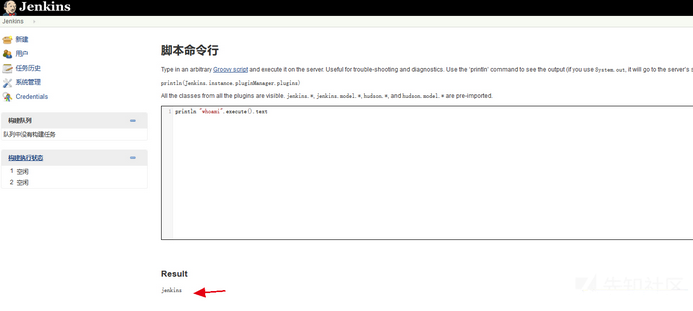 Jenkins
Jenkins
新建
用户
任务历史
系统管理
Credentials
构建队列
队列中没有构建任务
构建执行状态
1 空闲
2 空闲
脚本命令行
Type in an arbitrary Groovy script and execute it on the server. Useful for trouble-shooting and diagnostics. Use the 'println' command to see the output (if you use System.out, it will go to the server's s
println(jenkins.instance.pluginManager.plugins)
All the classes from all the plugins are visible. jenkins.*, jenkins.model.*, hudson.*, and hudson.model.* are pre-imported.
1 println "whoami".execute().text
Result
jenkins
先知社区